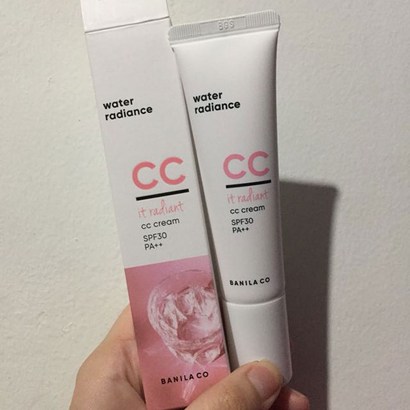 water
radiance
CC
it radiant
cc cream
SPF30
PA++
BANILA CO
water
radiance
CC
it radiant
cc cream
SPF30
PA++
BANILA CO